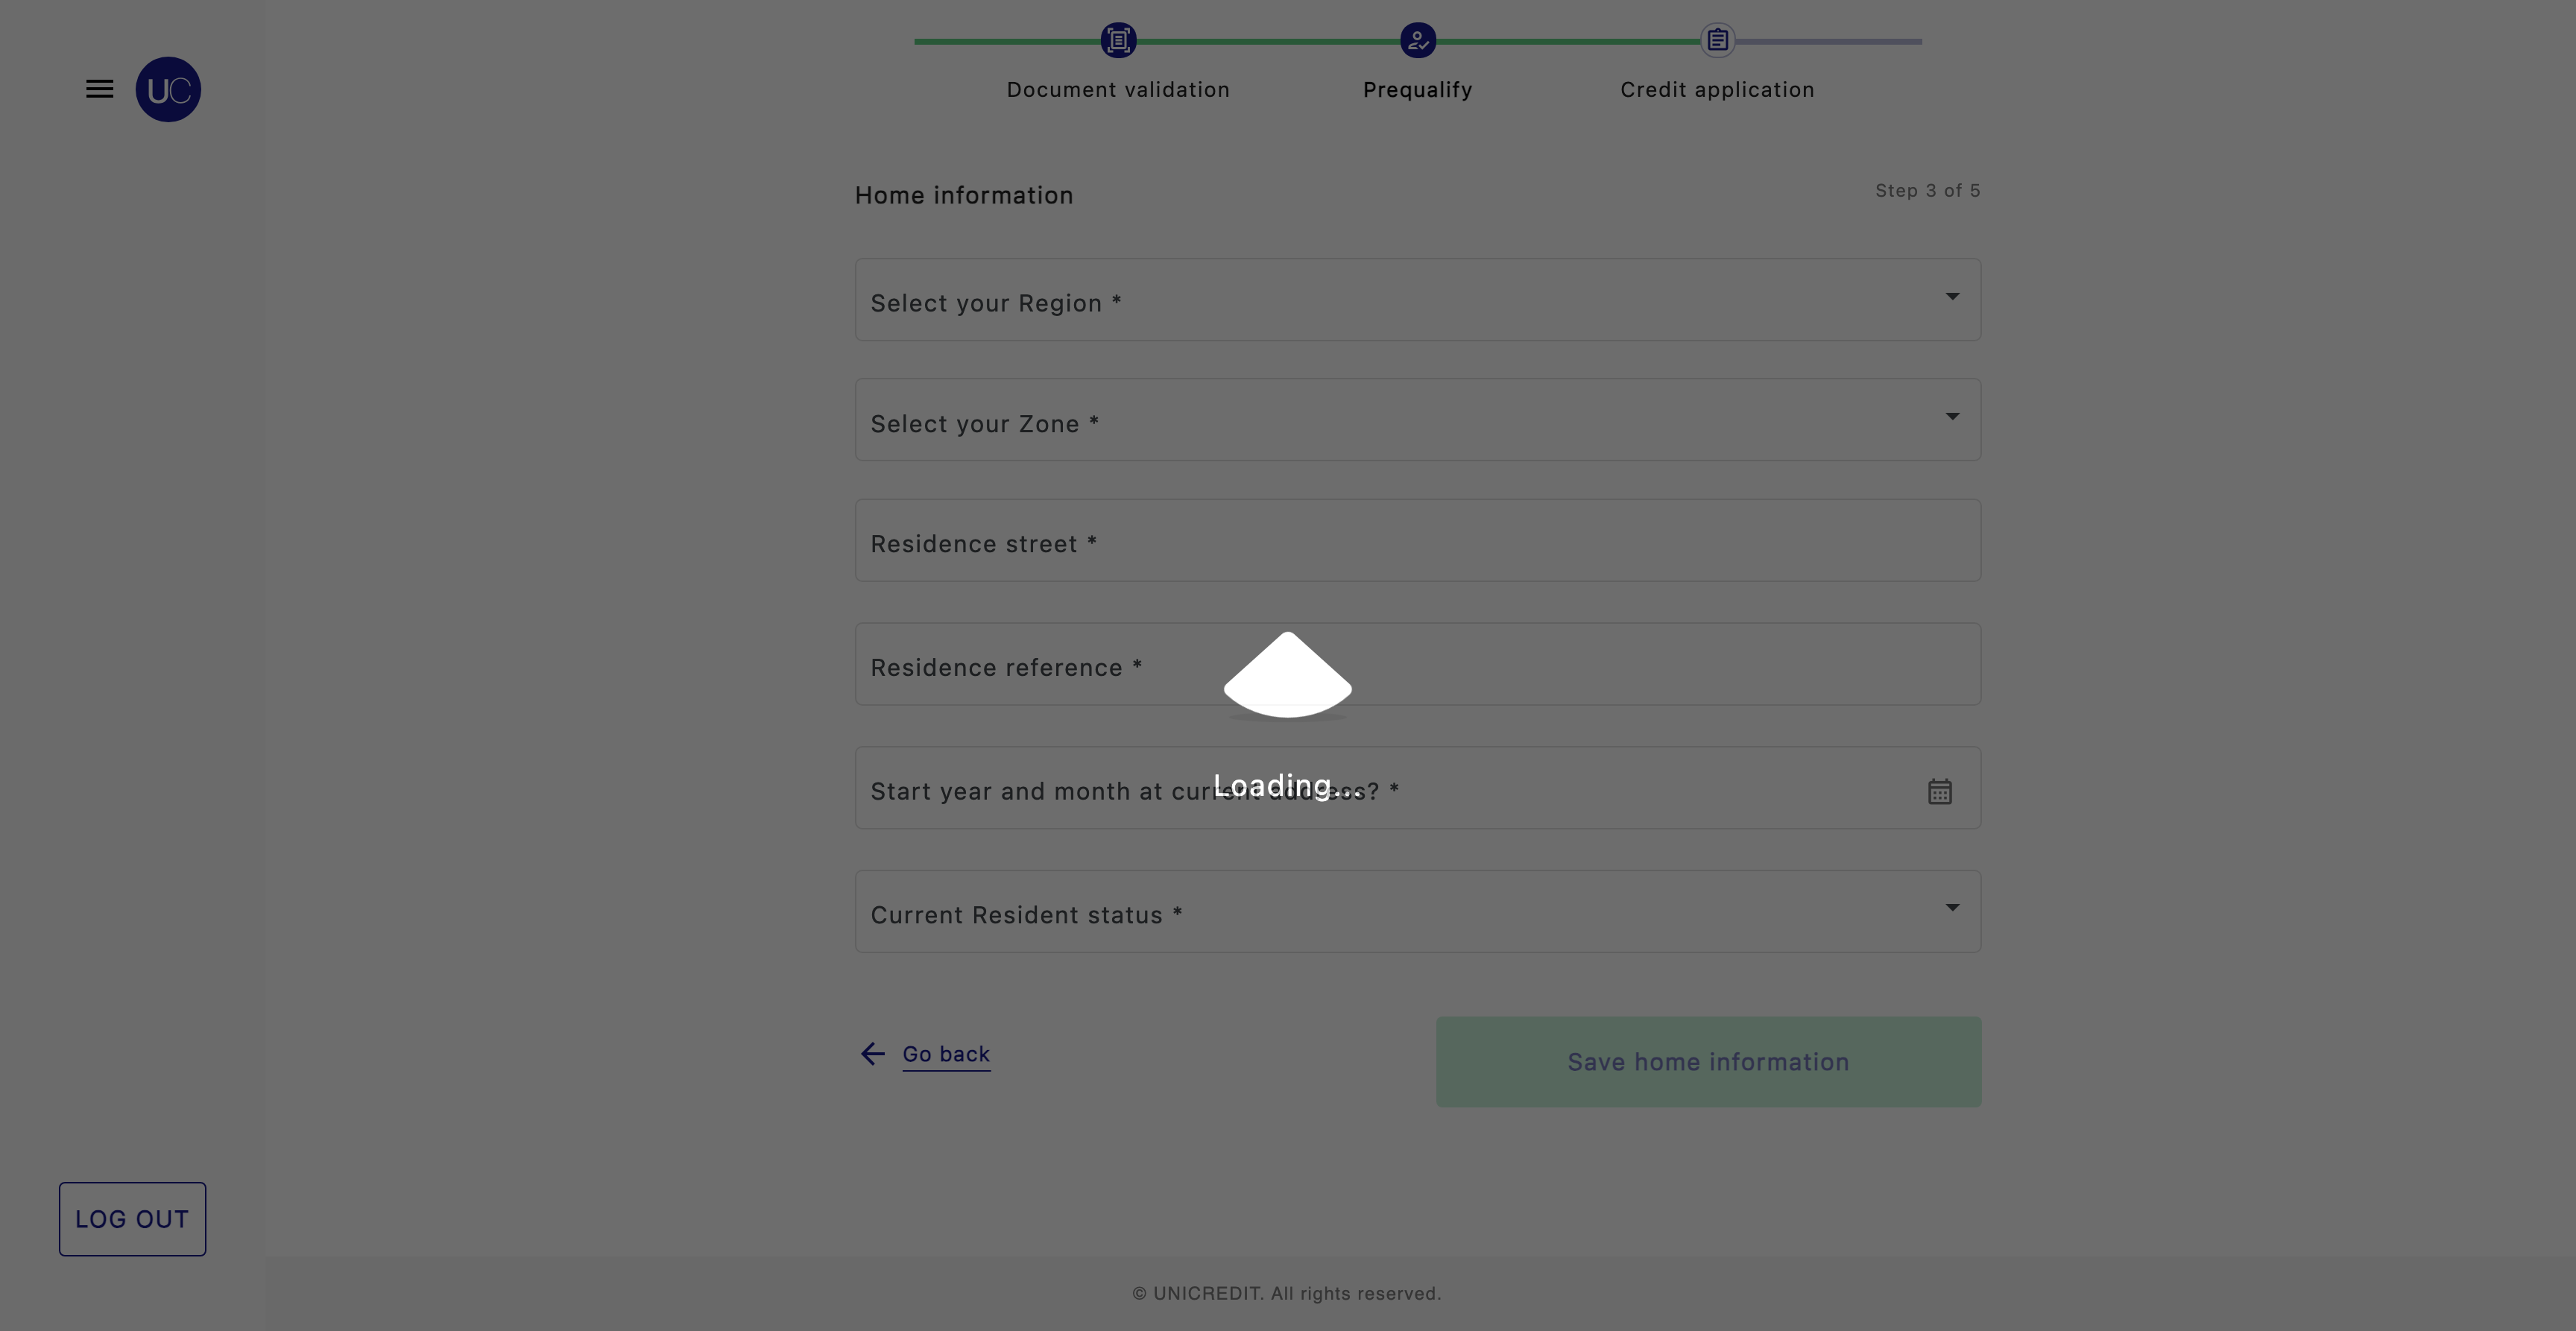 UC
Document validation
Prequalify
Credit application
Home information
Step 3 of 5
Select your Region *
Select your Zone *
Residence street *
Residence reference *
Start year and month at current address? *
Loading...
Current Resident status *
Go back
Save home information
LOG OUT
© UNICREDIT. All rights reserved.